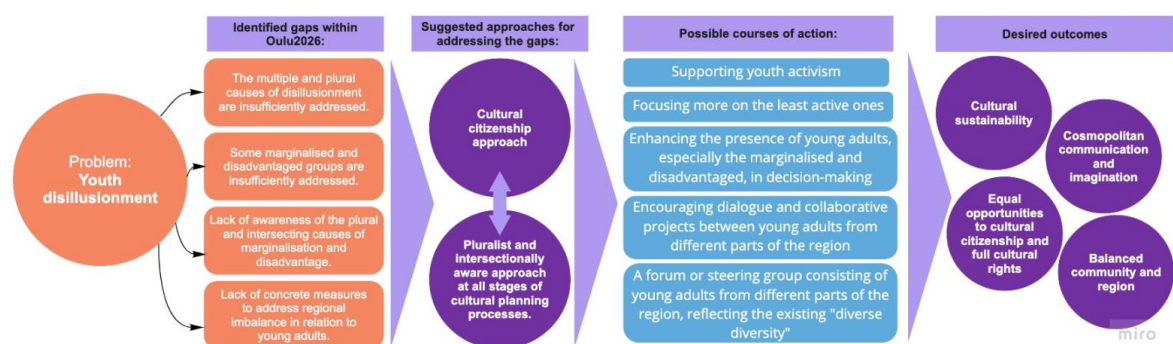 Identified gaps within
Oulu2026:
Suggested approaches for
addressing the gaps:
Possible courses of action:
Desired outcomes
Problem:
Youth
disillusionment
The multiple and plural
causes of disillusionment
are insufficiently addressed.
Some marginalised and
disadvantaged groups are
insufficiently addressed.
Lack of awareness of the plural
and intersecting causes of
marginalisation and
disadvantage.
Lack of concrete measures
to address regional
imbalance in relation to
young adults.
Cultural
citizenship
approach
Pluralist and
intersectionally
aware approach
at all stages of
cultural planning
processes.
Supporting youth activism
Focusing more on the least active ones
Enhancing the presence of young adults,
especially the marginalised and
disadvantaged, in decision-making
Encouraging dialogue and collaborative
projects between young adults from
different parts of the region
A forum or steering group consisting of
young adults from different parts of the
region, reflecting the existing "diverse
diversity"
Cultural
sustainability
Cosmopolitan
communication
and
imagination
Equal
opportunities
to cultural
citizenship and
full cultural
rights
Balanced
community and
region
miro